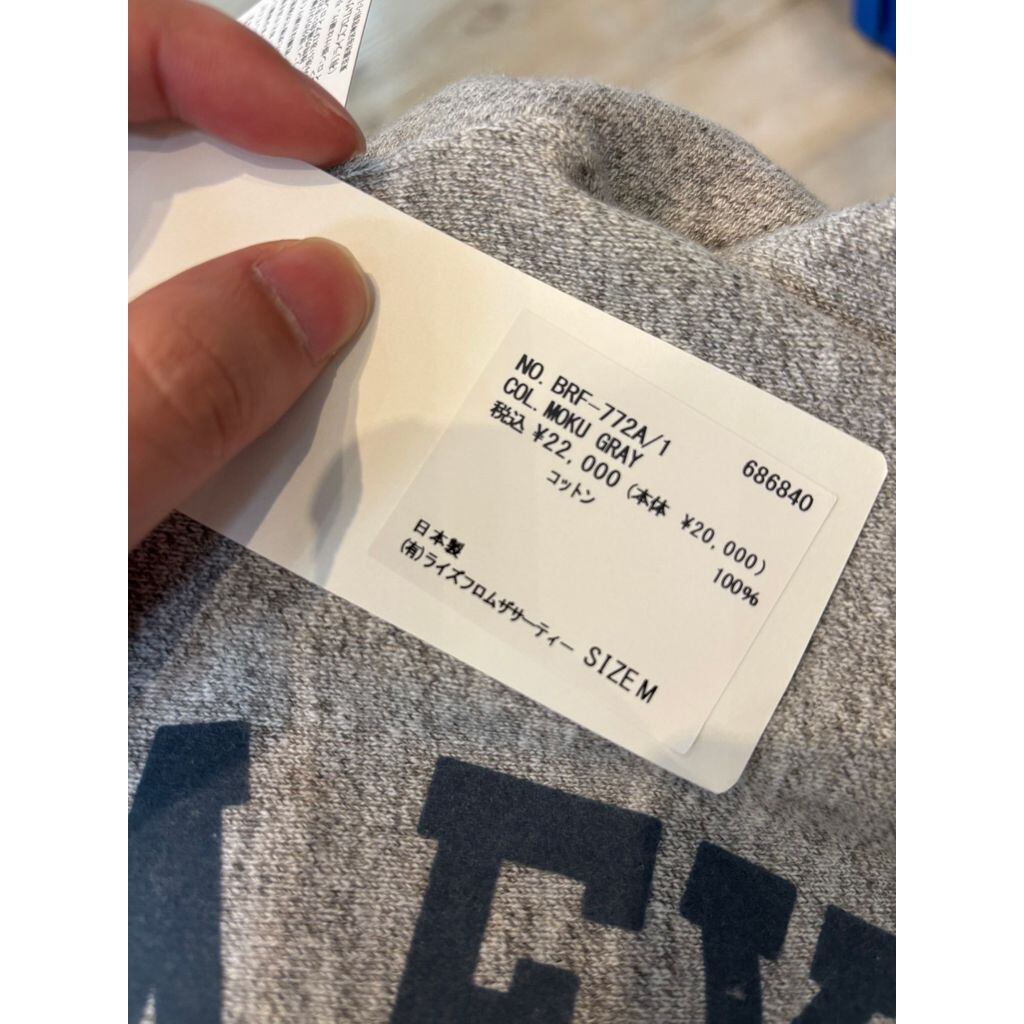 NO. BRF-772A/1 686840
COL. MOKU GRAY
税込 ¥22,000 (本体 ¥20,000)
コットン 100%
日本製
(有)ライズフロムザサーティー SIZE M